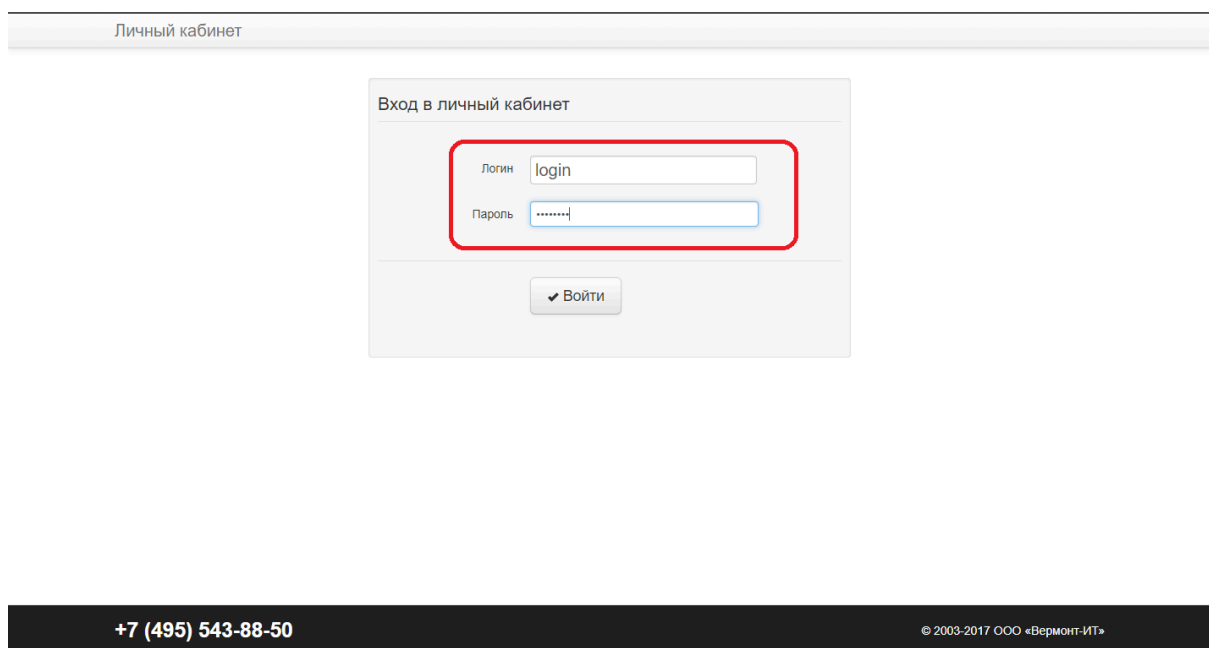 Личный кабинет
Вход в личный кабинет
Логин login
Пароль ••••••••
Войти
+7 (495) 543-88-50 © 2003-2017 ООО «Вермонт-ИТ»